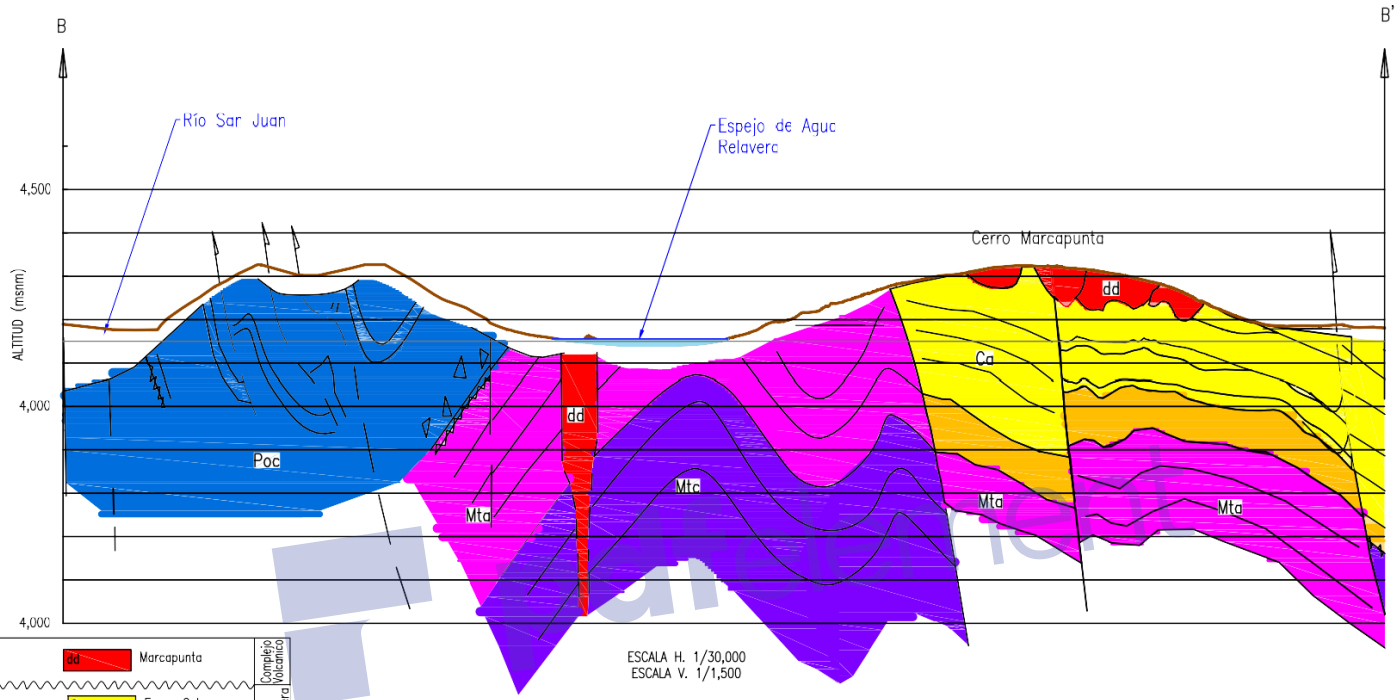 B
B'
Río San Juan
Espejo de Agua
Relavera
4,500
Cerro Marcapunta
dd
ALTITUD (msnm)
Ca
4,000
dd
Poc
Mtc
Mta
Mta
Mta
4,000
dd
Marcapunta
Complejo
Volcanico
ESCALA H. 1/30,000
ESCALA V. 1/1,500